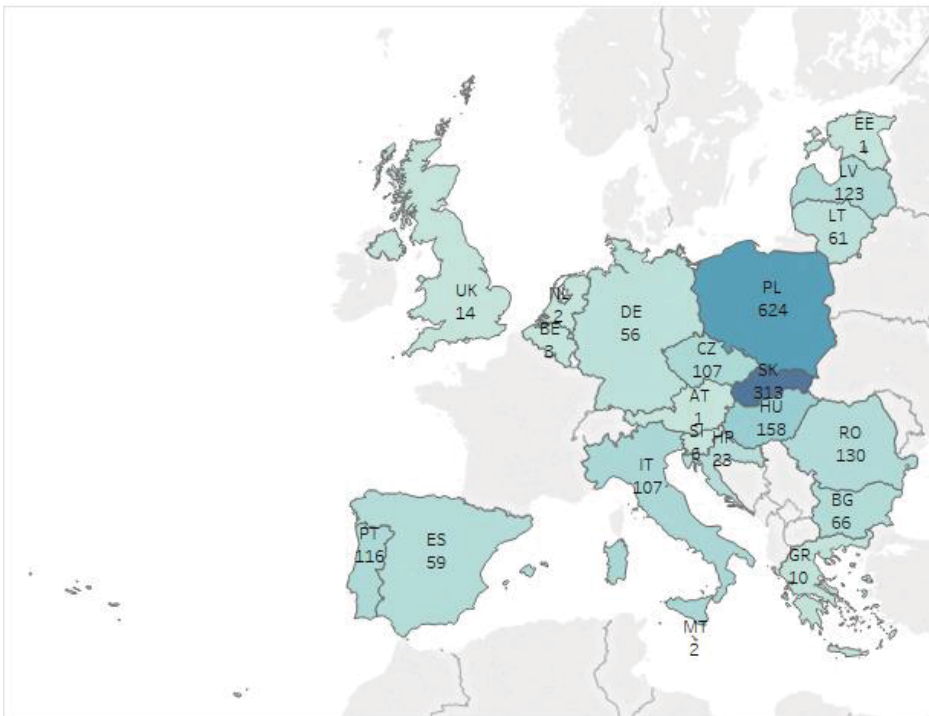 EE
1
LV
123
LT
61
PL
624
UK
14
NL
2
BE
3
DE
56
CZ
107
SK
313
AT
1
HU
158
SI
6
HR
23
RO
130
IT
107
BG
66
PT
116
ES
59
GR
10
MT
2